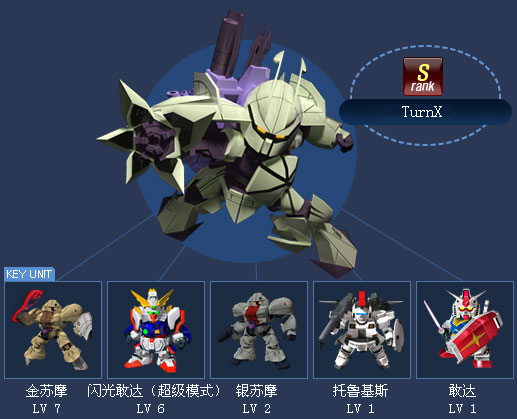 S
rank
TurnX
KEY UNIT
金苏摩 闪光敢达（超级模式） 银苏摩 托鲁基斯 敢达
LV 7 LV 6 LV 2 LV 1 LV 1